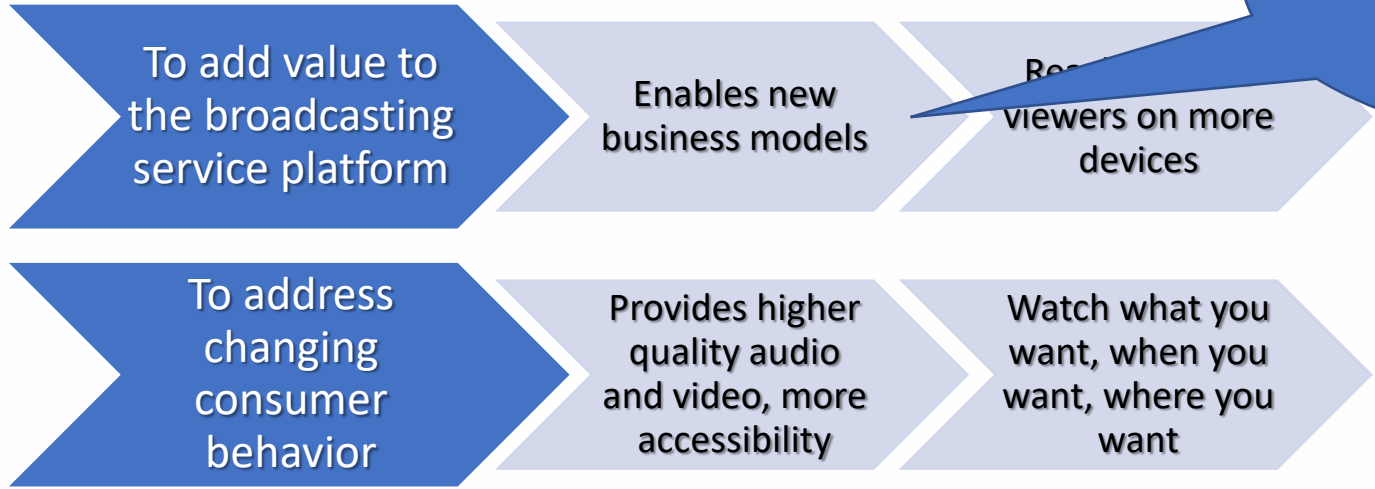 To add value to
the broadcasting
service platform
Enables new
business models
viewers on more
devices
To address
changing
consumer
behavior
Provides higher
quality audio
and video, more
accessibility
Watch what you
want, when you
want, where you
want